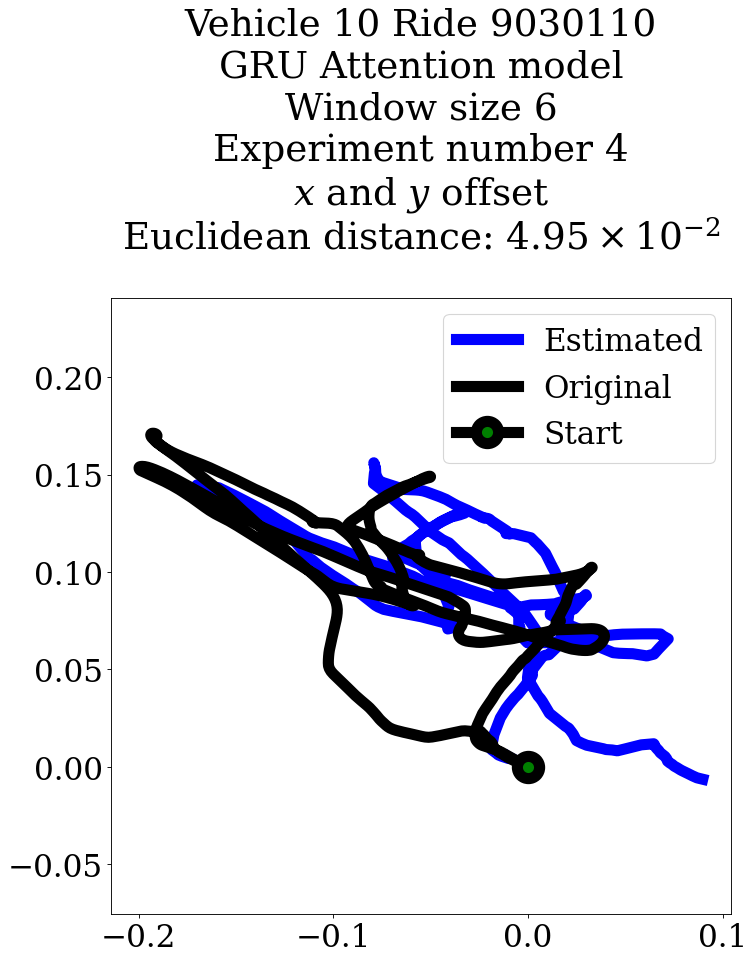 Vehicle 10 Ride 9030110
GRU Attention model
Window size 6
Experiment number 4
x and y offset
Euclidean distance: 4.95 × 10⁻²
Estimated
Original
Start
0.20
0.15
0.10
0.05
0.00
−0.05
−0.2
−0.1
0.0
0.1